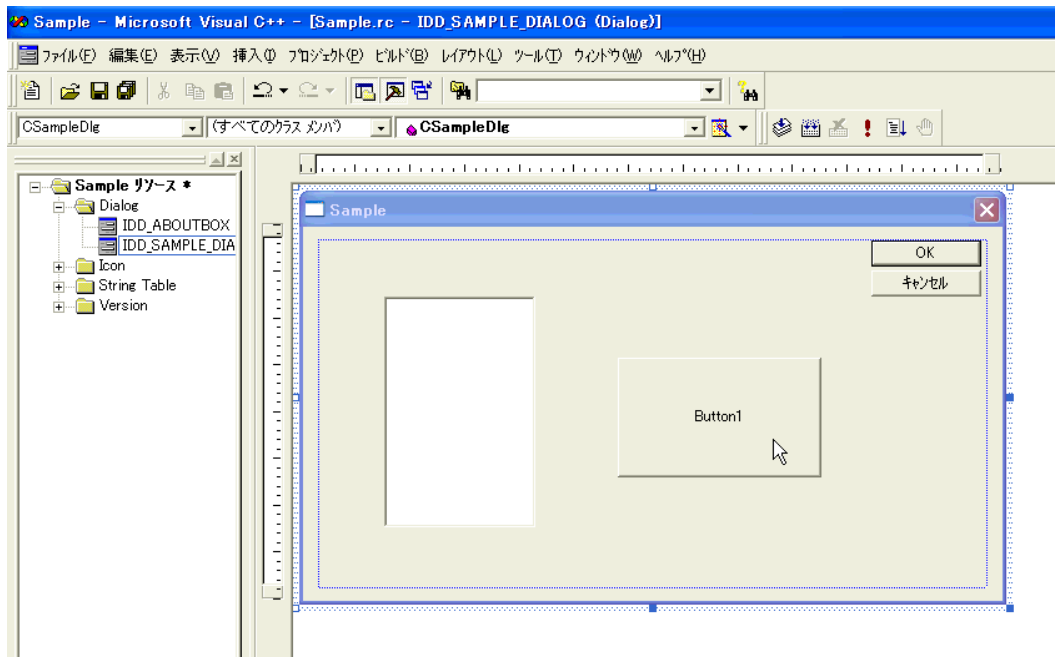 Sample - Microsoft Visual C++ - [Sample.rc - IDD_SAMPLE_DIALOG (Dialog)]
ﾌｧｲﾙ(F) 編集(E) 表示(V) 挿入(I) ﾌﾟﾛｼﾞｪｸﾄ(P) ﾋﾞﾙﾄﾞ(B) ﾚｲｱｳﾄ(L) ﾂｰﾙ(T) ｳｨﾝﾄﾞｳ(W) ﾍﾙﾌﾟ(H)
CSampleDlg (すべてのｸﾗｽ ﾒﾝﾊﾞ) CSampleDlg
Sample ﾘｿｰｽ *
Dialog
IDD_ABOUTBOX
IDD_SAMPLE_DIA
Icon
String Table
Version
Sample
OK
ｷｬﾝｾﾙ
Button1